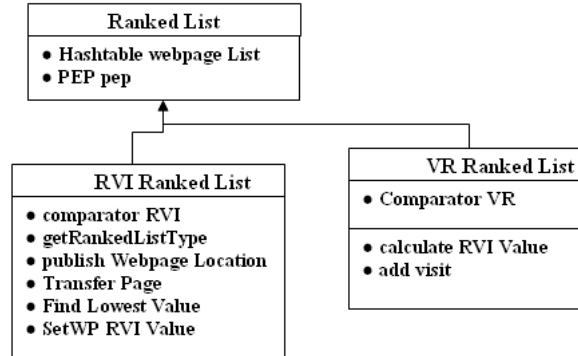 Ranked List
● Hashtable webpage List
● PEP pep
RVI Ranked List
● comparator RVI
● getRankedListType
● publish Webpage Location
● Transfer Page
● Find Lowest Value
● SetWP RVI Value
VR Ranked List
● Comparator VR
● calculate RVI Value
● add visit